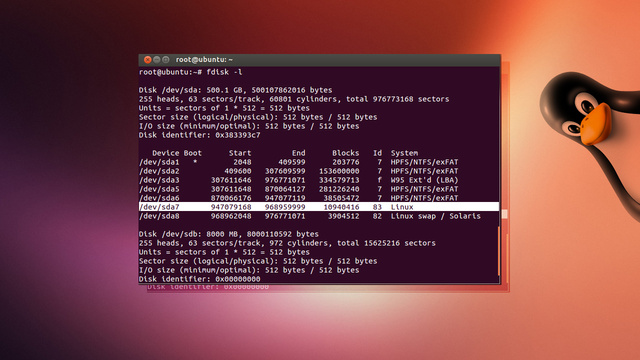 root@ubuntu: ~
root@ubuntu:~# fdisk -l
Disk /dev/sda: 500.1 GB, 500107862016 bytes
255 heads, 63 sectors/track, 60801 cylinders, total 976773168 sectors
Units = sectors of 1 * 512 = 512 bytes
Sector size (logical/physical): 512 bytes / 512 bytes
I/O size (minimum/optimal): 512 bytes / 512 bytes
Disk identifier: 0x383393c7
Device Boot Start End Blocks Id System
/dev/sda1 * 2048 409599 203776 7 HPFS/NTFS/exFAT
/dev/sda2 409600 307609599 153600000 7 HPFS/NTFS/exFAT
/dev/sda3 307611646 976771071 334579713 f W95 Ext'd (LBA)
/dev/sda5 307611648 870064127 281226240 7 HPFS/NTFS/exFAT
/dev/sda6 870066176 947077119 38505472 7 HPFS/NTFS/exFAT
/dev/sda7 947079168 968959999 10940416 83 Linux
/dev/sda8 968962048 976771071 3904512 82 Linux swap / Solaris
Disk /dev/sdb: 8000 MB, 8000110592 bytes
255 heads, 63 sectors/track, 972 cylinders, total 15625216 sectors
Units = sectors of 1 * 512 = 512 bytes
Sector size (logical/physical): 512 bytes / 512 bytes
I/O size (minimum/optimal): 512 bytes / 512 bytes
Disk identifier: 0x00000000
Disk identifier: 0x00000000